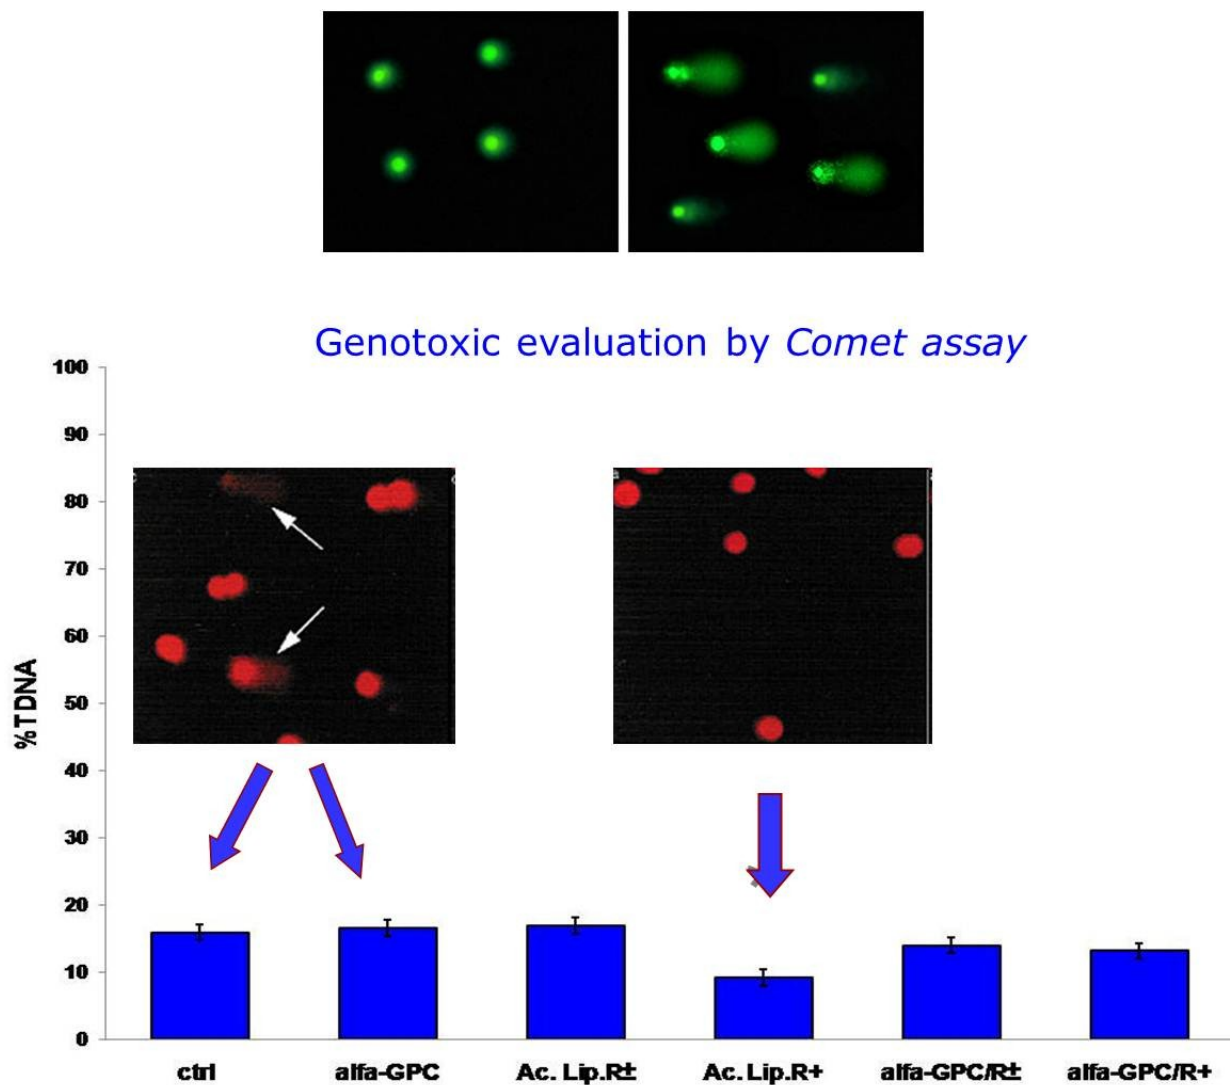 Genotoxic evaluation by Comet assay
100
90
80
70
60
50
40
30
20
10
0
%TDNA
ctrl
alfa-GPC
Ac. Lip.R±
Ac. Lip.R+
alfa-GPC/R±
alfa-GPC/R+